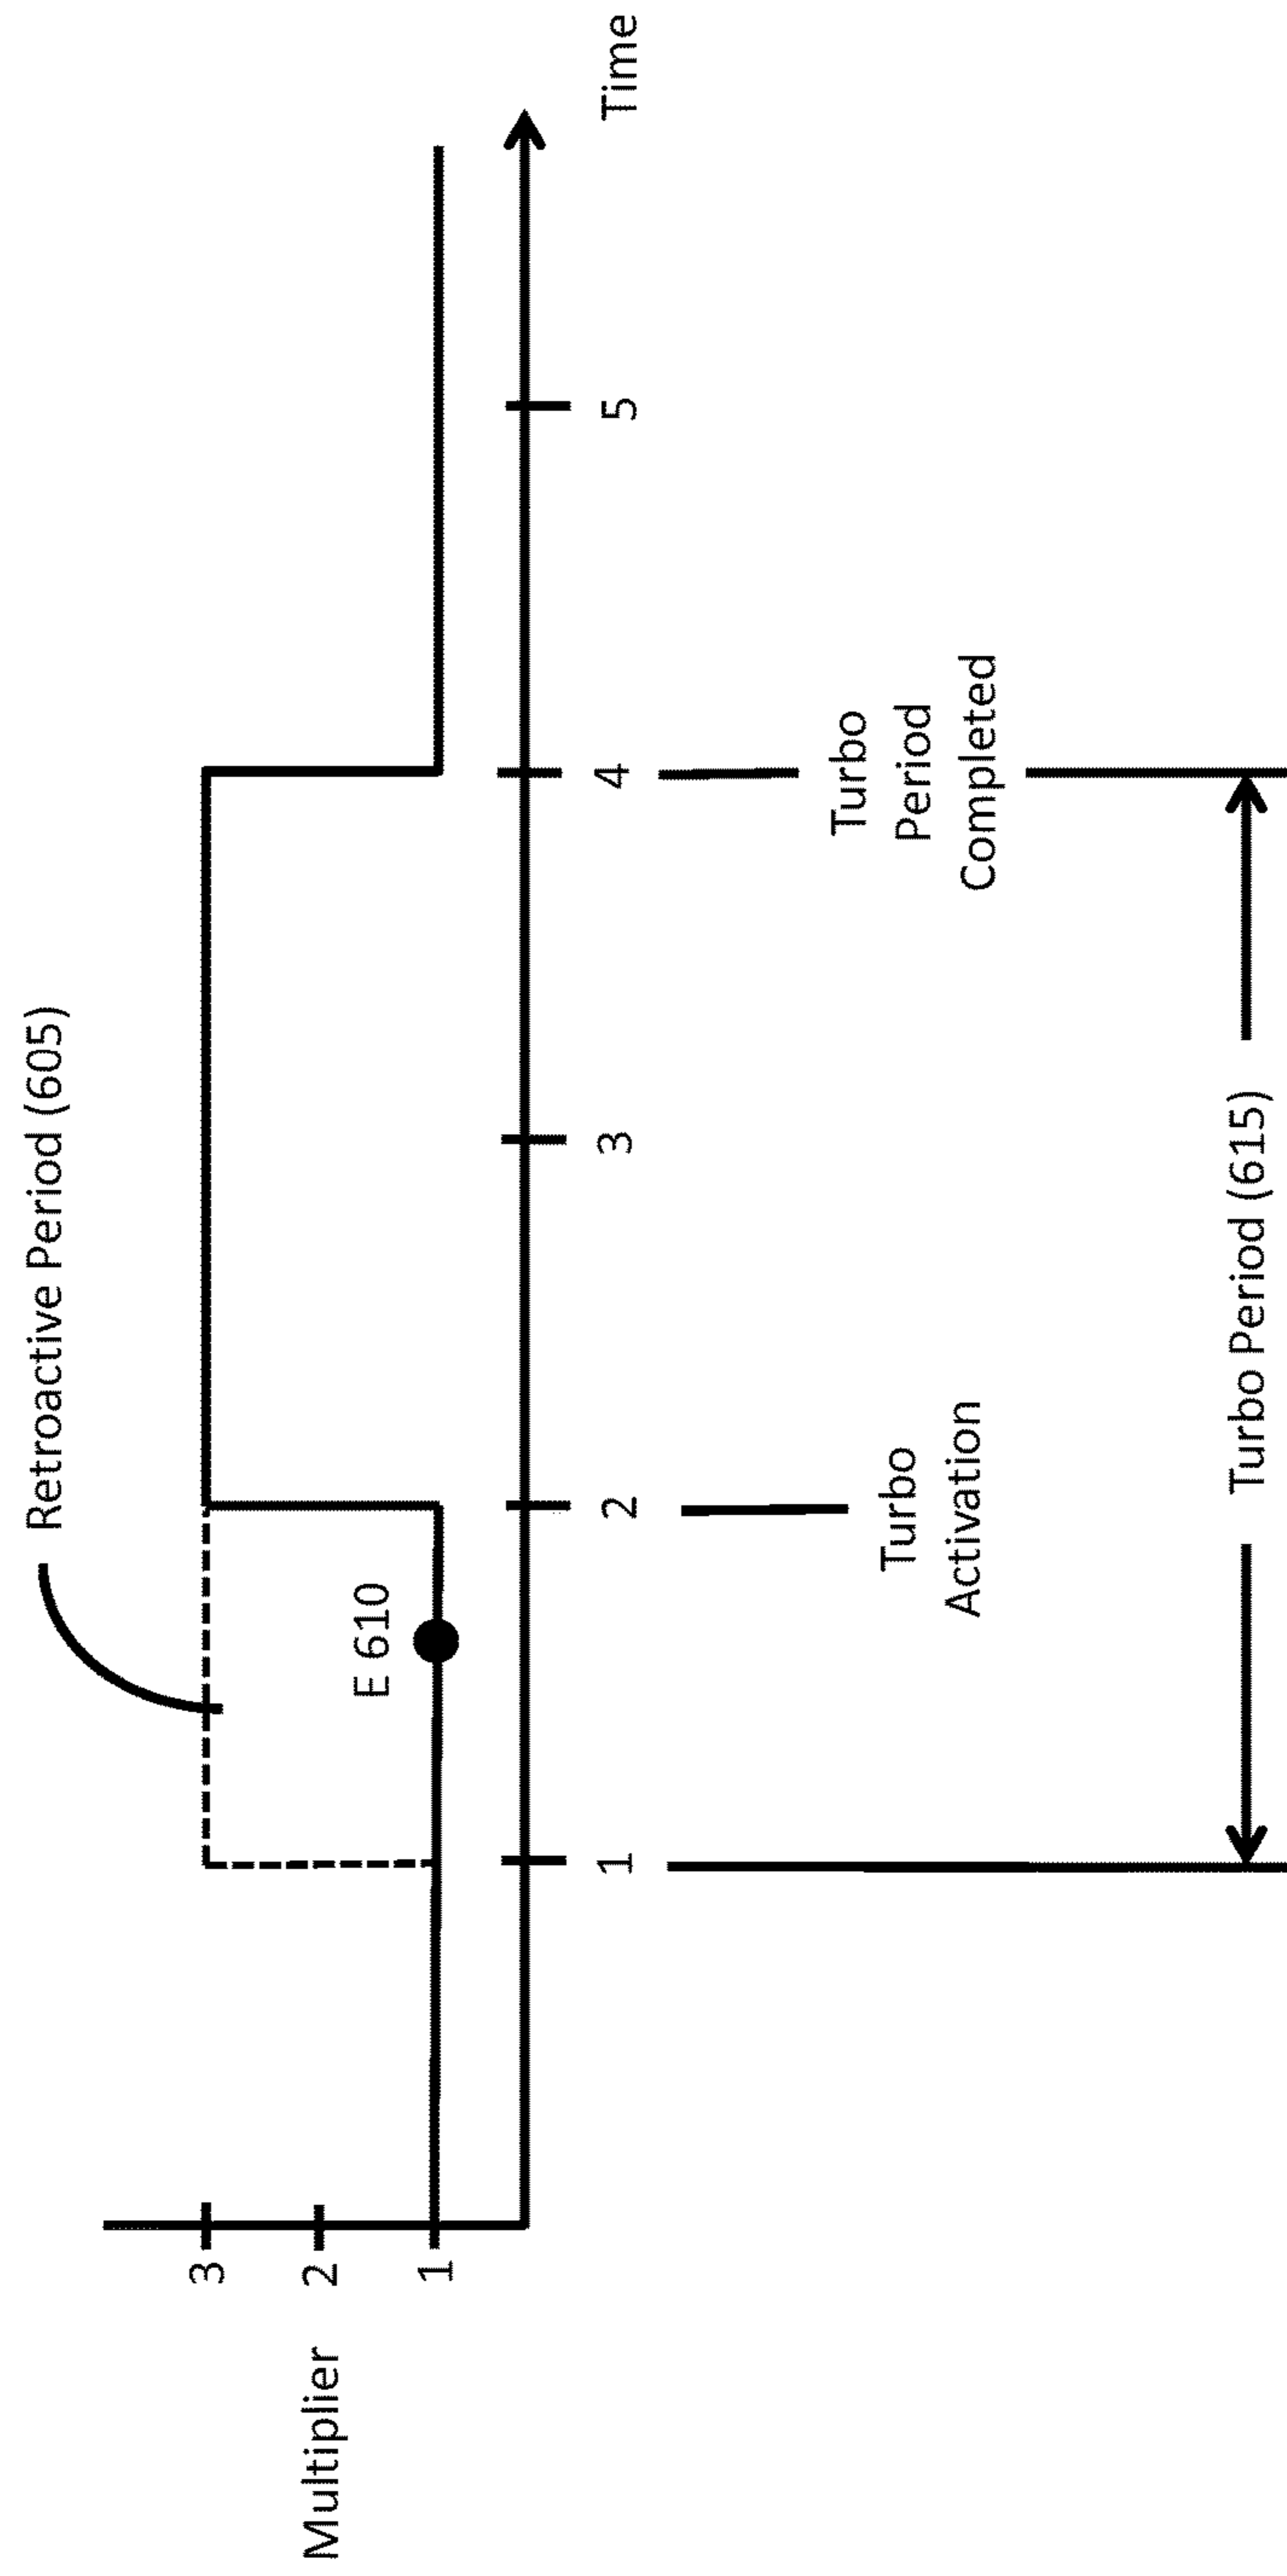 Retroactive Period (605)
3
Multiplier
2
E 610
1
1
2
3
4
5
Time
Turbo
Activation
Turbo
Period
Completed
Turbo Period (615)